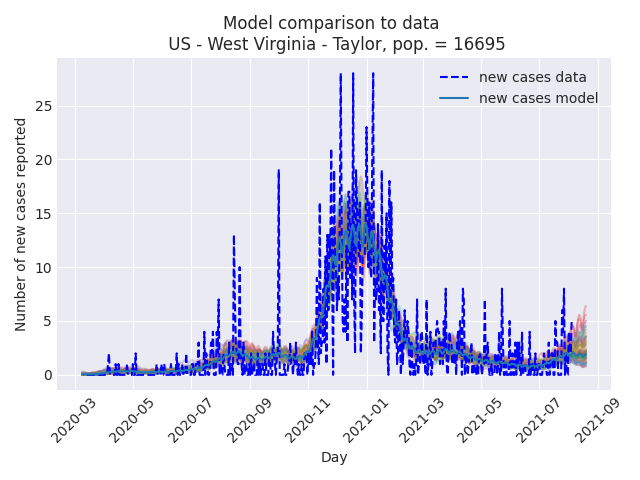 Model comparison to data
US - West Virginia - Taylor, pop. = 16695
new cases data
new cases model
Number of new cases reported
25
20
15
10
5
0
2020-03
2020-05
2020-07
2020-09
2020-11
2021-01
2021-03
2021-05
2021-07
2021-09
Day